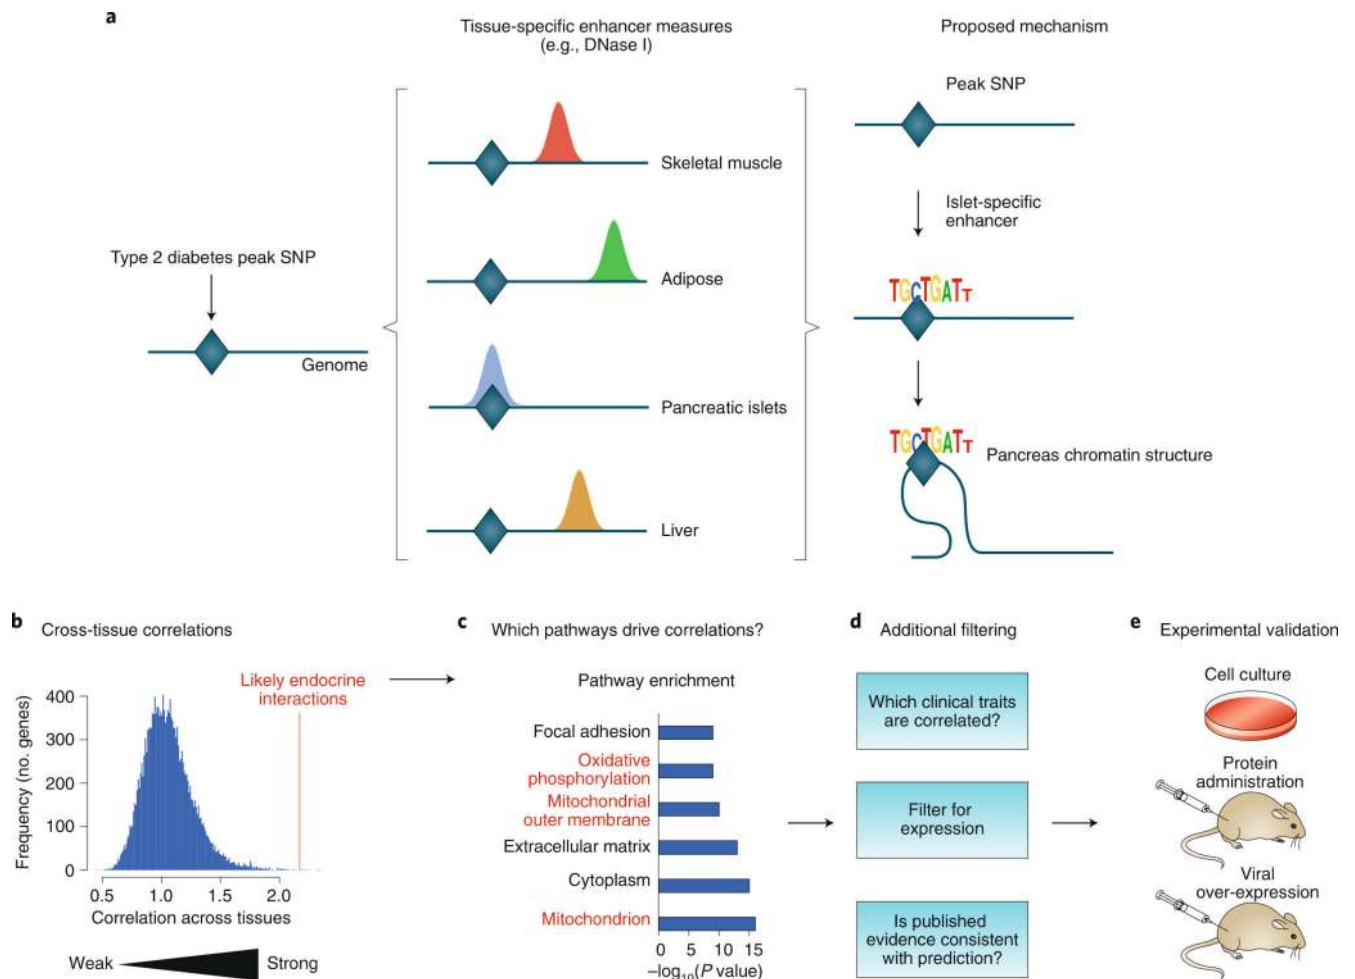 a
Tissue-specific enhancer measures
(e.g., DNase I)
Proposed mechanism
Type 2 diabetes peak SNP
Genome
Skeletal muscle
Adipose
Pancreatic islets
Liver
Peak SNP
Islet-specific
enhancer
TGCTGATT
TGCTGATT
Pancreas chromatin structure
b
Cross-tissue correlations
Likely endocrine
interactions
Frequency (no. genes)
400
300
200
100
0
0.5
1.0
1.5
2.0
Correlation across tissues
Weak
Strong
c
Which pathways drive correlations?
Pathway enrichment
Focal adhesion
Oxidative
phosphorylation
Mitochondrial
outer membrane
Extracellular matrix
Cytoplasm
Mitochondrion
0
5
10
15
−log10(P value)
d
Additional filtering
Which clinical traits
are correlated?
Filter for
expression
Is published
evidence consistent
with prediction?
e
Experimental validation
Cell culture
Protein
administration
Viral
over-expression